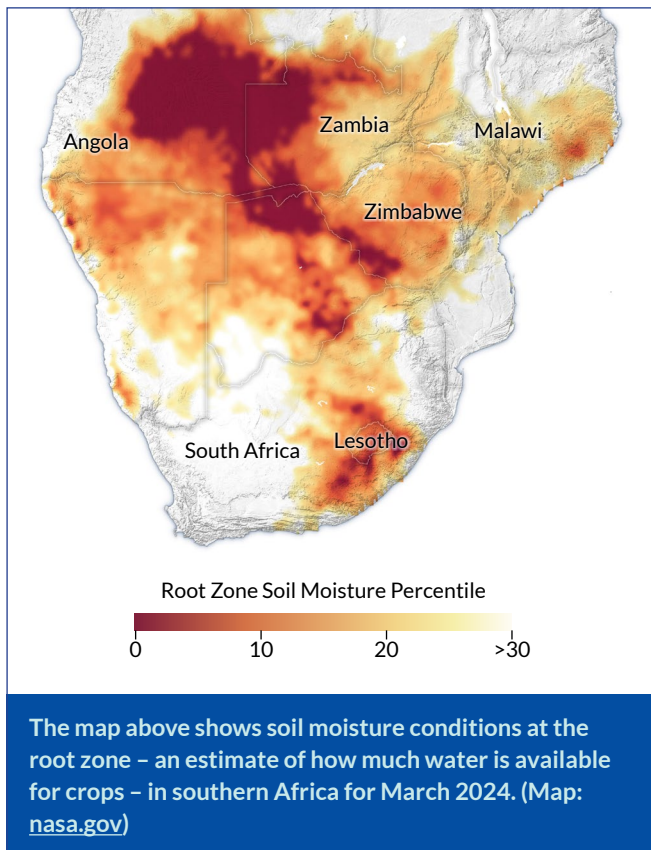 Angola
Zambia
Malawi
Zimbabwe
South Africa
Lesotho
Root Zone Soil Moisture Percentile
0 10 20 >30
The map above shows soil moisture conditions at the
root zone – an estimate of how much water is available
for crops – in southern Africa for March 2024. (Map:
nasa.gov)